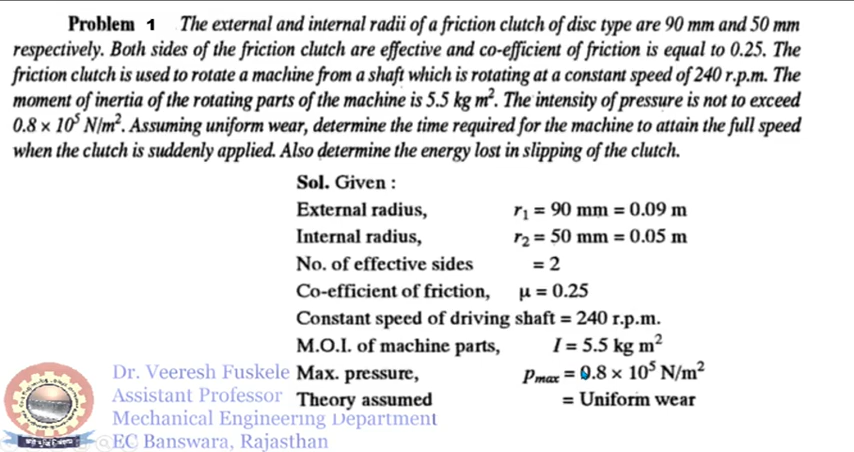 Problem 1 The external and internal radii of a friction clutch of disc type are 90 mm and 50 mm
respectively. Both sides of the friction clutch are effective and co-efficient of friction is equal to 0.25. The
friction clutch is used to rotate a machine from a shaft which is rotating at a constant speed of 240 r.p.m. The
moment of inertia of the rotating parts of the machine is 5.5 kg m². The intensity of pressure is not to exceed
0.8 × 10⁵ N/m². Assuming uniform wear, determine the time required for the machine to attain the full speed
when the clutch is suddenly applied. Also determine the energy lost in slipping of the clutch.
Sol. Given :
External radius, r₁ = 90 mm = 0.09 m
Internal radius, r₂ = 50 mm = 0.05 m
No. of effective sides = 2
Co-efficient of friction, μ = 0.25
Constant speed of driving shaft = 240 r.p.m.
M.O.I. of machine parts, I = 5.5 kg m²
Max. pressure, pₘₐₓ = 0.8 × 10⁵ N/m²
Theory assumed = Uniform wear
Dr. Veeresh Fuskele
Assistant Professor
Mechanical Engineering Department
EC Banswara, Rajasthan